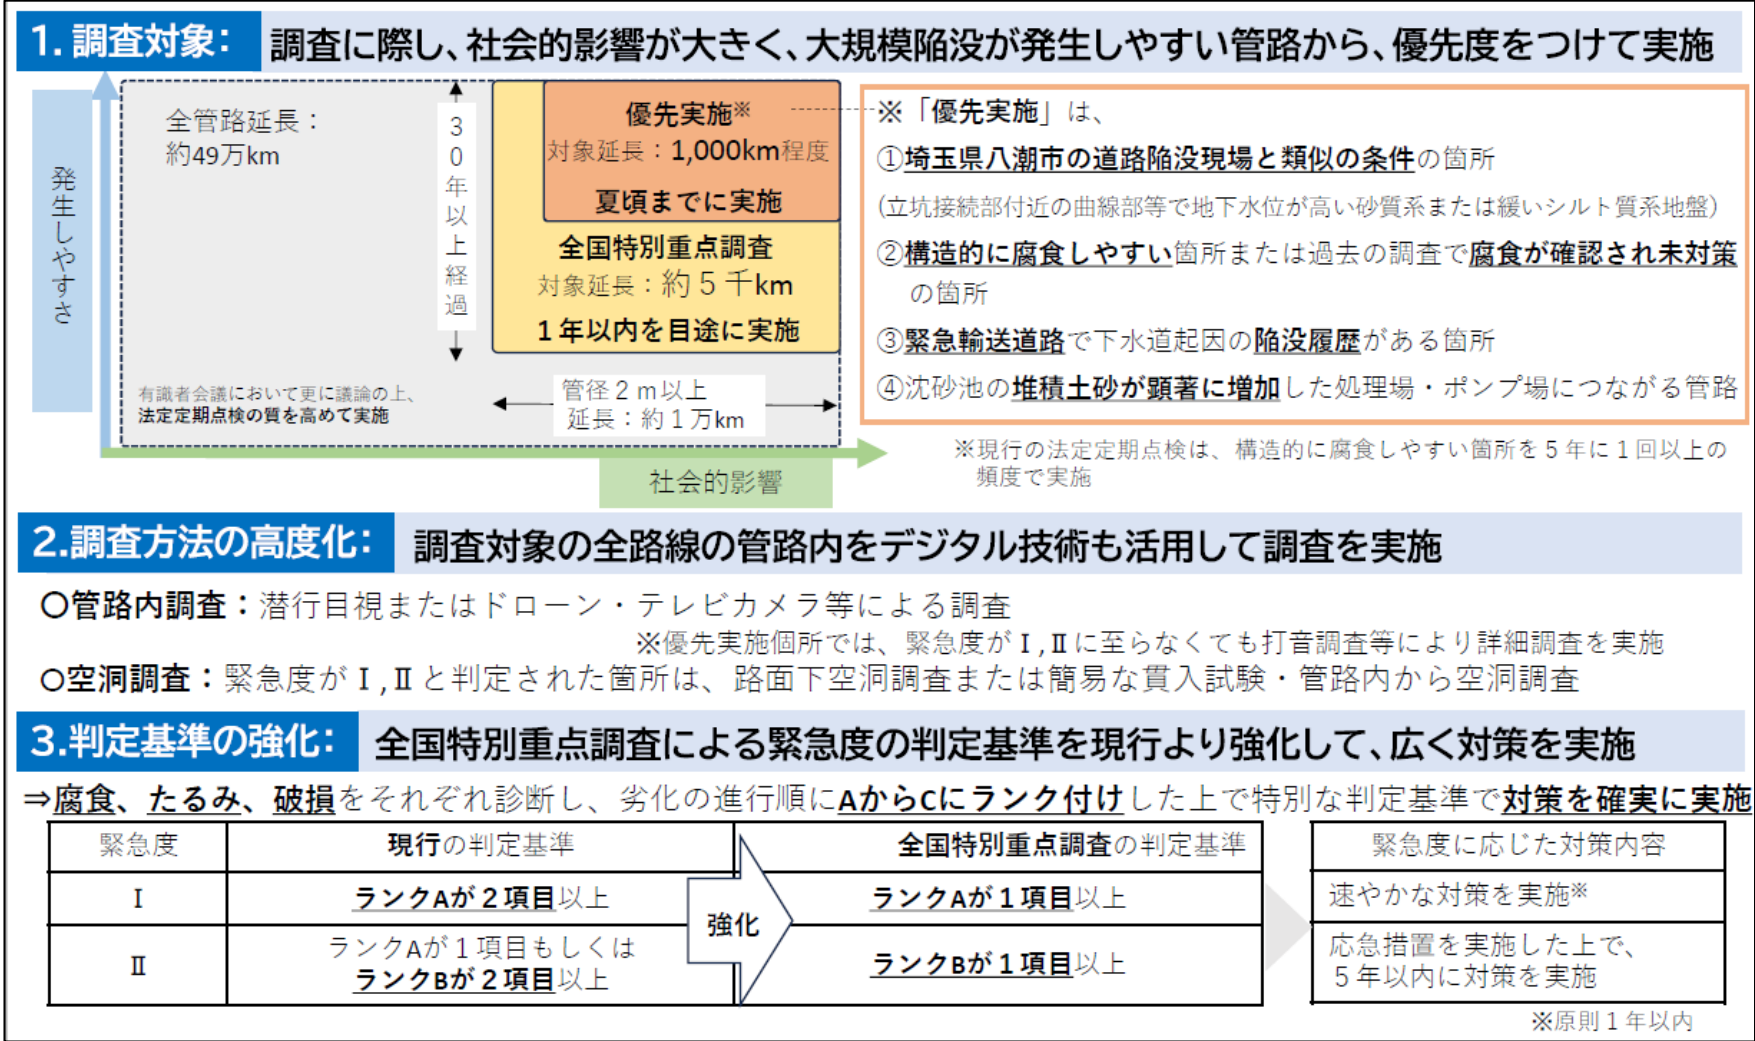 1. 調査対象： 調査に際し、社会的影響が大きく、大規模陥没が発生しやすい管路から、優先度をつけて実施
発生しやすさ
全管路延長：
約49万km
30年以上経過
優先実施※
対象延長：1,000km程度
夏頃までに実施
全国特別重点調査
対象延長：約５千km
１年以内を目途に実施
有識者会議において更に議論の上、
法定定期点検の質を高めて実施
管径２ｍ以上
延長：約１万km
社会的影響
※「優先実施」は、
①埼玉県八潮市の道路陥没現場と類似の条件の箇所
(立坑接続部付近の曲線部等で地下水位が高い砂質系または緩いシルト質系地盤)
②構造的に腐食しやすい箇所または過去の調査で腐食が確認され未対策
の箇所
③緊急輸送道路で下水道起因の陥没履歴がある箇所
④沈砂池の堆積土砂が顕著に増加した処理場・ポンプ場につながる管路
※現行の法定定期点検は、構造的に腐食しやすい箇所を５年に１回以上の
頻度で実施
2.調査方法の高度化： 調査対象の全路線の管路内をデジタル技術も活用して調査を実施
○管路内調査：潜行目視またはドローン・テレビカメラ等による調査
※優先実施個所では、緊急度がⅠ,Ⅱに至らなくても打音調査等により詳細調査を実施
○空洞調査：緊急度がⅠ,Ⅱと判定された箇所は、路面下空洞調査または簡易な貫入試験・管路内から空洞調査
3.判定基準の強化： 全国特別重点調査による緊急度の判定基準を現行より強化して、広く対策を実施
⇒腐食、たるみ、破損をそれぞれ診断し、劣化の進行順にAからCにランク付けした上で特別な判定基準で対策を確実に実施
緊急度 現行の判定基準 全国特別重点調査の判定基準 緊急度に応じた対策内容
Ⅰ ランクAが２項目以上 ランクAが１項目以上 速やかな対策を実施※
強化
Ⅱ ランクAが１項目もしくは
ランクBが２項目以上 ランクBが１項目以上 応急措置を実施した上で、
５年以内に対策を実施
※原則１年以内